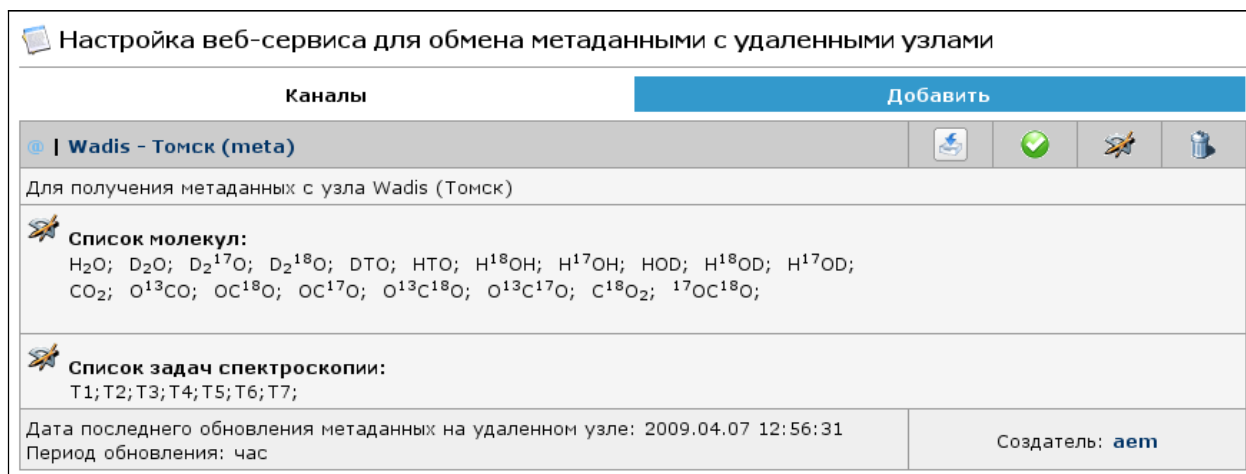 Настройка веб-сервиса для обмена метаданными с удаленными узлами
Каналы
Добавить
@ | Wadis - Томск (meta)
Для получения метаданных с узла Wadis (Томск)
Список молекул:
H₂O; D₂O; D₂¹⁷O; D₂¹⁸O; DTO; HTO; H¹⁸OH; H¹⁷OH; HOD; H¹⁸OD; H¹⁷OD;
CO₂; O¹³CO; OC¹⁸O; OC¹⁷O; O¹³C¹⁸O; O¹³C¹⁷O; C¹⁸O₂; ¹⁷OC¹⁸O;
Список задач спектроскопии:
T1;T2;T3;T4;T5;T6;T7;
Дата последнего обновления метаданных на удаленном узле: 2009.04.07 12:56:31
Период обновления: час
Создатель: aem